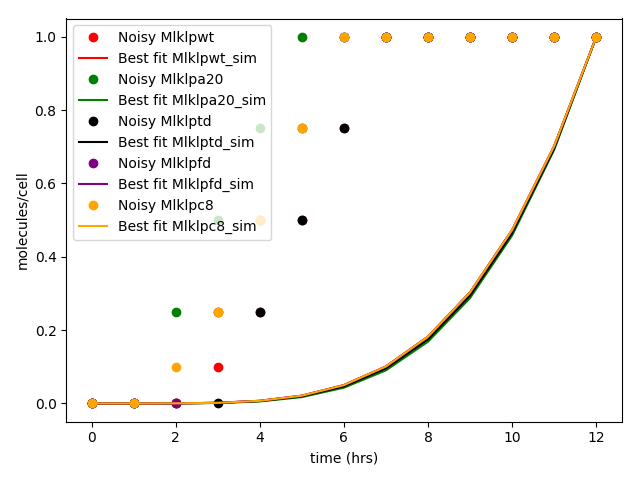 1.0
0.8
0.6
0.4
0.2
0.0
molecules/cell
Noisy Mlklpwt
Best fit Mlklpwt_sim
Noisy Mlklpa20
Best fit Mlklpa20_sim
Noisy Mlklptd
Best fit Mlklptd_sim
Noisy Mlklpfd
Best fit Mlklpfd_sim
Noisy Mlklpc8
Best fit Mlklpc8_sim
0 2 4 6 8 10 12
time (hrs)